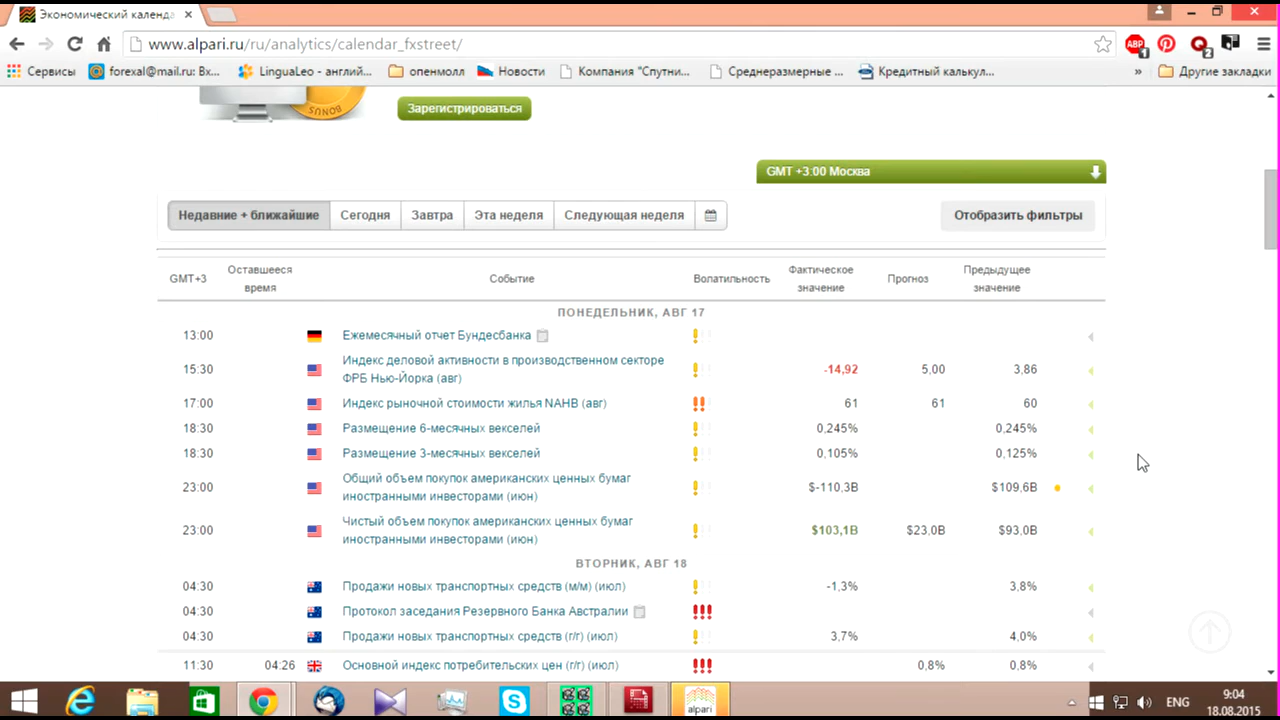 Экономический календа
www.alpari.ru/ru/analytics/calendar_fxstreet/
ABP 1 2
Сервисы forexal@mail.ru: Вх... LinguaLeo - англий... опенмолл Новости Компания "Спутни... Среднеразмерные ... Кредитный калькул... » Другие закладки
BONUS
Зарегистрироваться
GMT +3:00 Москва
Недавние + ближайшие Сегодня Завтра Эта неделя Следующая неделя Отобразить фильтры
GMT+3 Оставшееся время Событие Волатильность Фактическое значение Прогноз Предыдущее значение
ПОНЕДЕЛЬНИК, АВГ 17
13:00 Ежемесячный отчет Бундесбанка
15:30 Индекс деловой активности в производственном секторе
ФРБ Нью-Йорка (авг) -14,92 5,00 3,86
17:00 Индекс рыночной стоимости жилья NAHB (авг) 61 61 60
18:30 Размещение 6-месячных векселей 0,245% 0,245%
18:30 Размещение 3-месячных векселей 0,105% 0,125%
23:00 Общий объем покупок американских ценных бумаг
иностранными инвесторами (июн) $-110,3B $109,6B
23:00 Чистый объем покупок американских ценных бумаг
иностранными инвесторами (июн) $103,1B $23,0B $93,0B
ВТОРНИК, АВГ 18
04:30 Продажи новых транспортных средств (м/м) (июл) -1,3% 3,8%
04:30 Протокол заседания Резервного Банка Австралии
04:30 Продажи новых транспортных средств (г/г) (июл) 3,7% 4,0%
11:30 04:26 Основной индекс потребительских цен (г/г) (июл) 0,8% 0,8%
alpari
ENG
9:04
18.08.2015